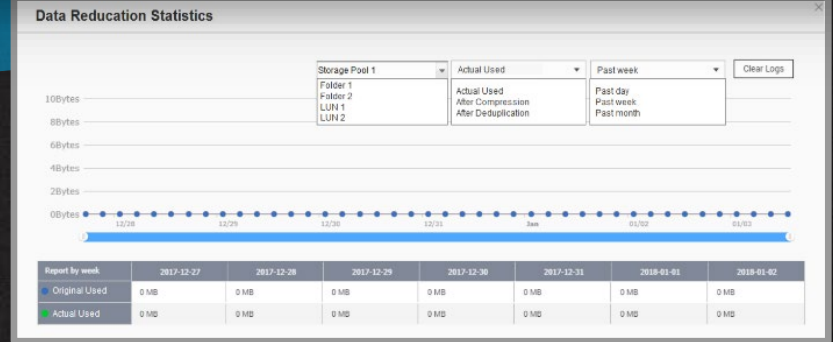 Data Reducation Statistics
Storage Pool 1 Actual Used Past week Clear Logs
Folder 1
Folder 2
LUN 1
LUN 2
Actual Used
After Compression
After Deduplication
Past day
Past week
Past month
10Bytes
8Bytes
6Bytes
4Bytes
2Bytes
0Bytes
12/28 12/29 12/30 12/31 Jan 01/02 01/03
Report by week 2017-12-27 2017-12-28 2017-12-29 2017-12-30 2017-12-31 2018-01-01 2018-01-02
Original Used 0 MB 0 MB 0 MB 0 MB 0 MB 0 MB 0 MB
Actual Used 0 MB 0 MB 0 MB 0 MB 0 MB 0 MB 0 MB